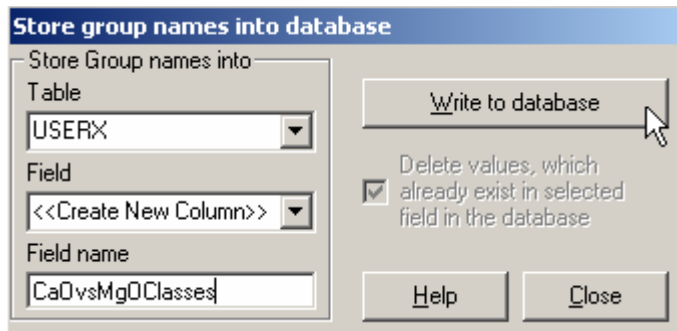 Store group names into database
Store Group names into
Table
USERX
Field
<<Create New Column>>
Field name
CaOvsMgOClasses
Write to database
Delete values, which
already exist in selected
field in the database
Help
Close